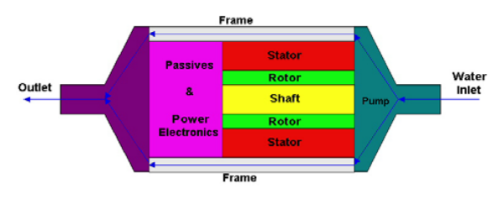 Frame
Stator
Passives
Rotor
&
Shaft
Pump
Water
Inlet
Outlet
Power
Electronics
Rotor
Stator
Frame